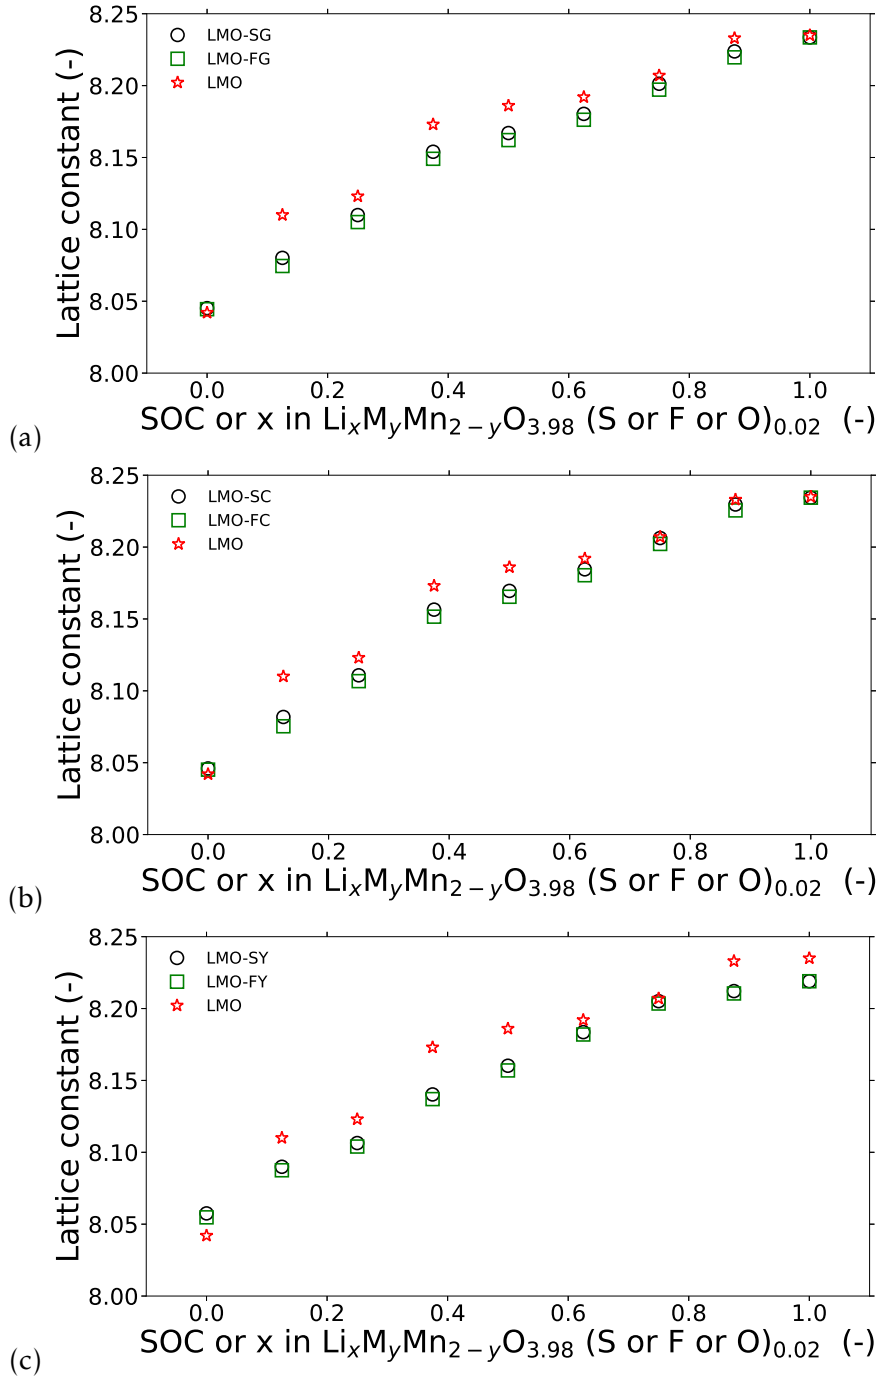 8.25
LMO-SG
LMO-FG
LMO
8.20
8.15
8.10
8.05
8.00
Lattice constant (-)
0.0 0.2 0.4 0.6 0.8 1.0
(a)
SOC or x in LiₓMᵧMn₂₋ᵧO₃.₉₈ (S or F or O)₀.₀₂ (-)
8.25
LMO-SC
LMO-FC
LMO
8.20
8.15
8.10
8.05
8.00
Lattice constant (-)
0.0 0.2 0.4 0.6 0.8 1.0
(b)
SOC or x in LiₓMᵧMn₂₋ᵧO₃.₉₈ (S or F or O)₀.₀₂ (-)
8.25
LMO-SY
LMO-FY
LMO
8.20
8.15
8.10
8.05
8.00
Lattice constant (-)
0.0 0.2 0.4 0.6 0.8 1.0
(c)
SOC or x in LiₓMᵧMn₂₋ᵧO₃.₉₈ (S or F or O)₀.₀₂ (-)